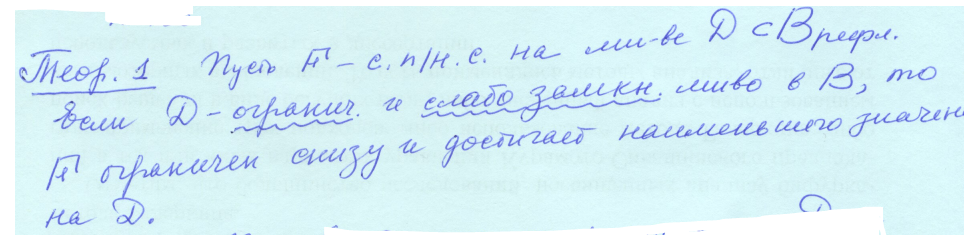 Теор. 1 Пусть F – с. п/н. с. на мн-ве D ⊂ B рефл.
Если D – огранич. и слабо замкн. мн-во в B, то
F ограничен снизу и достигает наименьшего значен
на D.